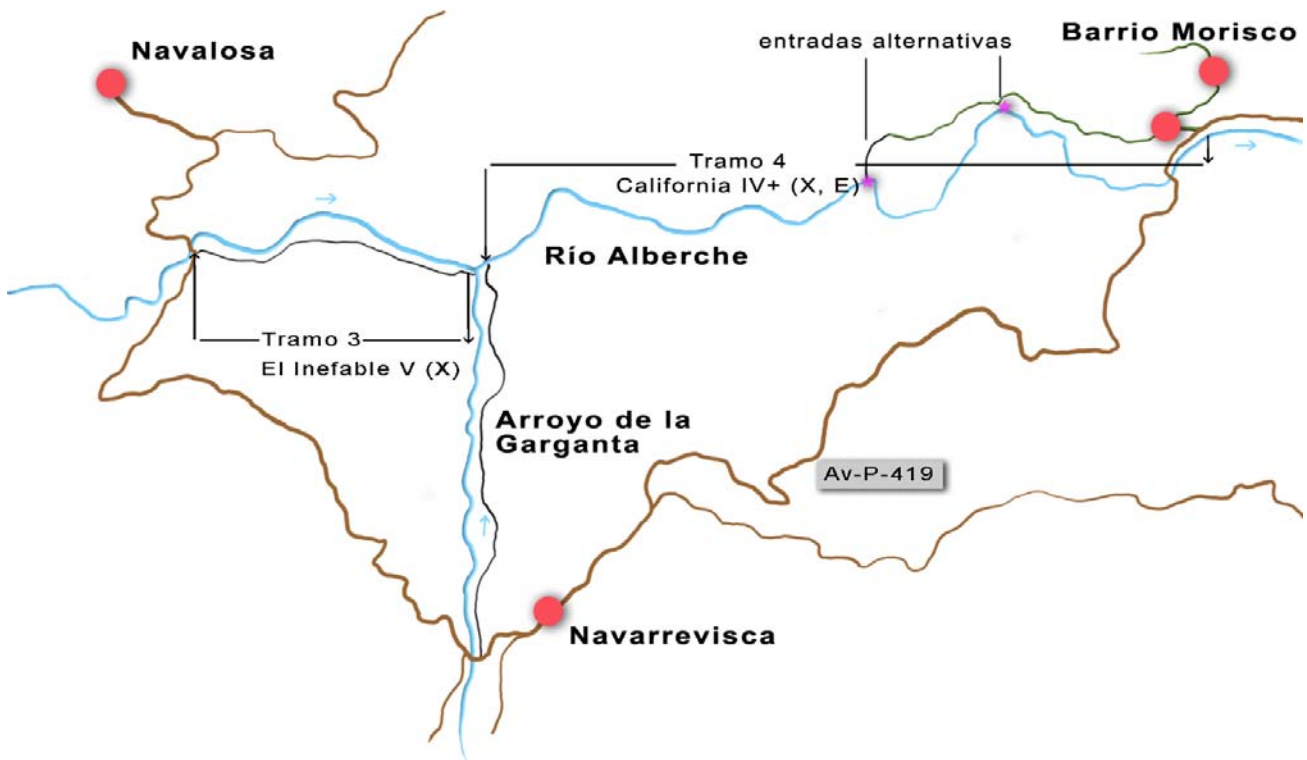 Navalosa
entradas alternativas
Barrio Morisco
Tramo 4
California IV+ (X, E)
Río Alberche
Tramo 3
El Inefable V (X)
Arroyo de la
Garganta
Av-P-419
Navarrevisca